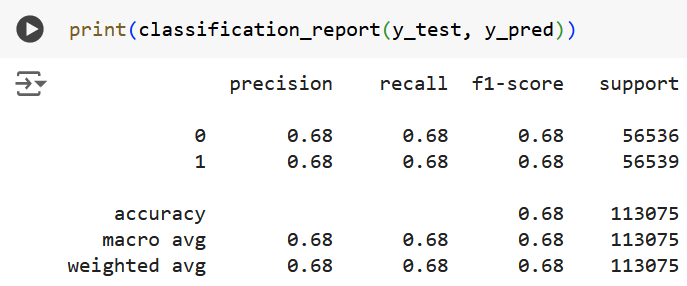 print(classification_report(y_test, y_pred))
precision recall f1-score support
0 0.68 0.68 0.68 56536
1 0.68 0.68 0.68 56539
accuracy 0.68 113075
macro avg 0.68 0.68 0.68 113075
weighted avg 0.68 0.68 0.68 113075